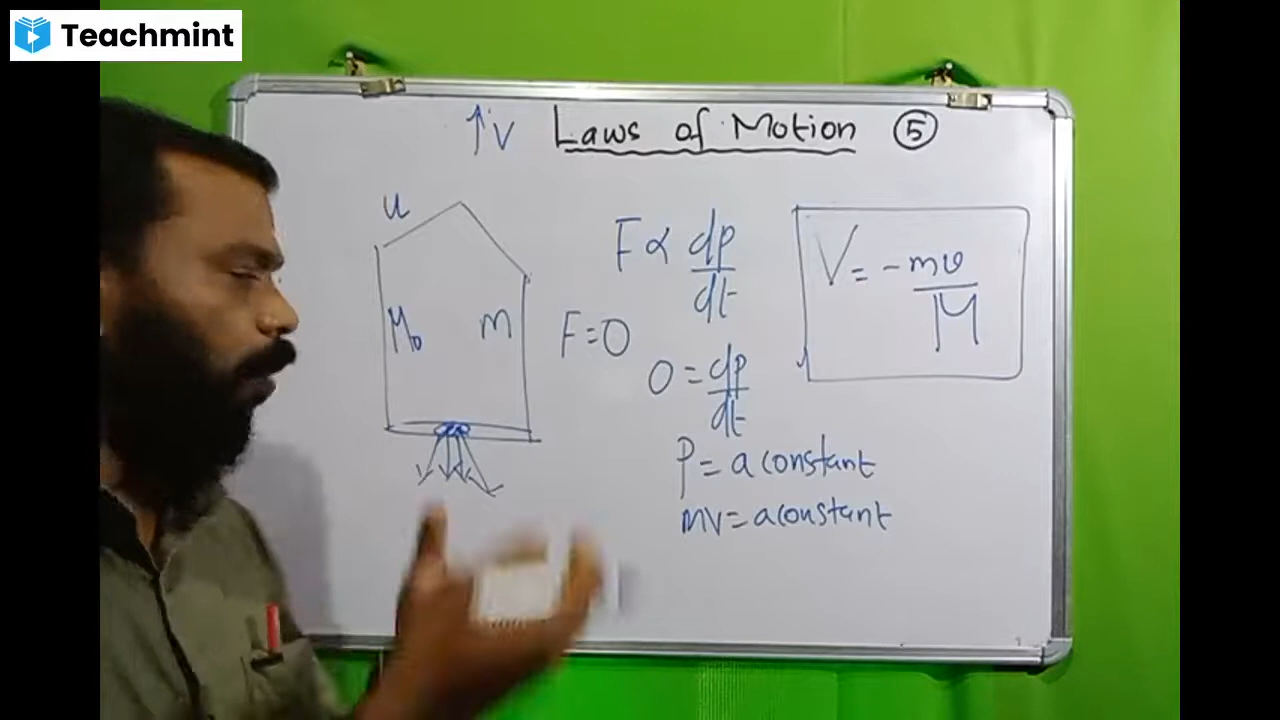 Teachmint
↑V Laws of Motion ⑤
u
M₀ m
F ∝ dp/dt
F=0
0 = dp/dt
P = a constant
mv = a constant
V = -mv/M